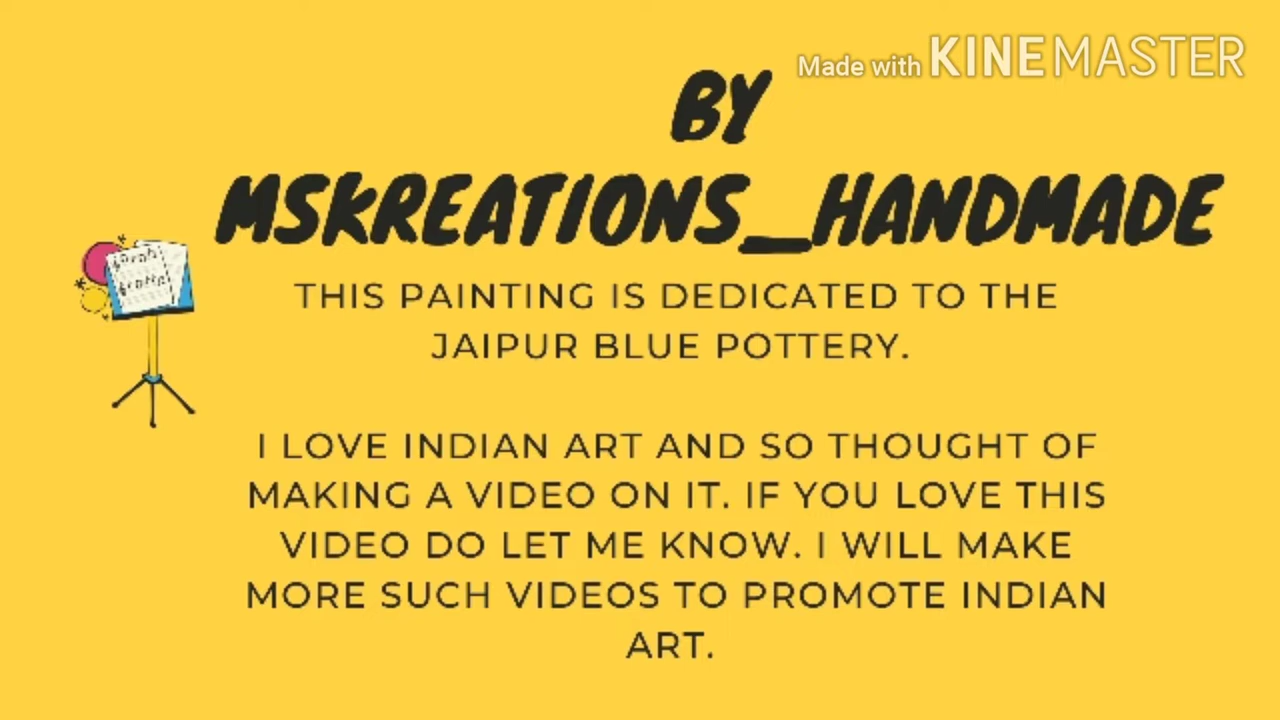 Made with KINEMASTER
BY
MSKREATIONS_HANDMADE
THIS PAINTING IS DEDICATED TO THE
JAIPUR BLUE POTTERY.
I LOVE INDIAN ART AND SO THOUGHT OF
MAKING A VIDEO ON IT. IF YOU LOVE THIS
VIDEO DO LET ME KNOW. I WILL MAKE
MORE SUCH VIDEOS TO PROMOTE INDIAN
ART.